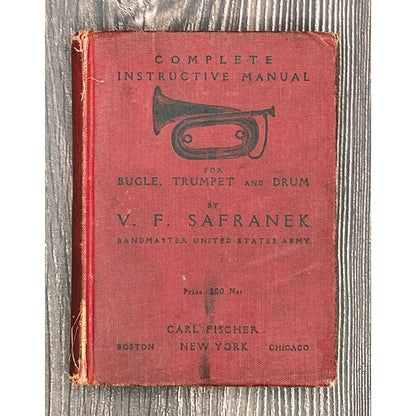 COMPLETE
INSTRUCTIVE MANUAL
FOR
BUGLE, TRUMPET AND DRUM
BY
V. F. SAFRANEK
BANDMASTER UNITED STATES ARMY
Price, 1.00 Net
CARL FISCHER
BOSTON NEW YORK CHICAGO